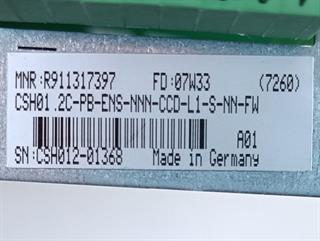 MNR:R911317397 FD:07W33 (7260)
CSH01.2C-PB-ENS-NNN-CCD-L1-S-NN-FW
A01
SN:CSH012-01368 Made in Germany